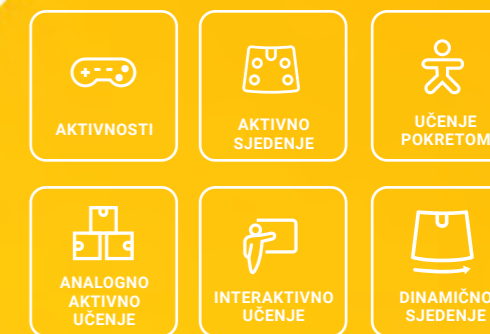 AKTIVNOSTI
AKTIVNO
SJEDENJE
UČENJE
POKRETOM
ANALOGNO
AKTIVNO
UČENJE
INTERAKTIVNO
UČENJE
DINAMIČNO
SJEDENJE